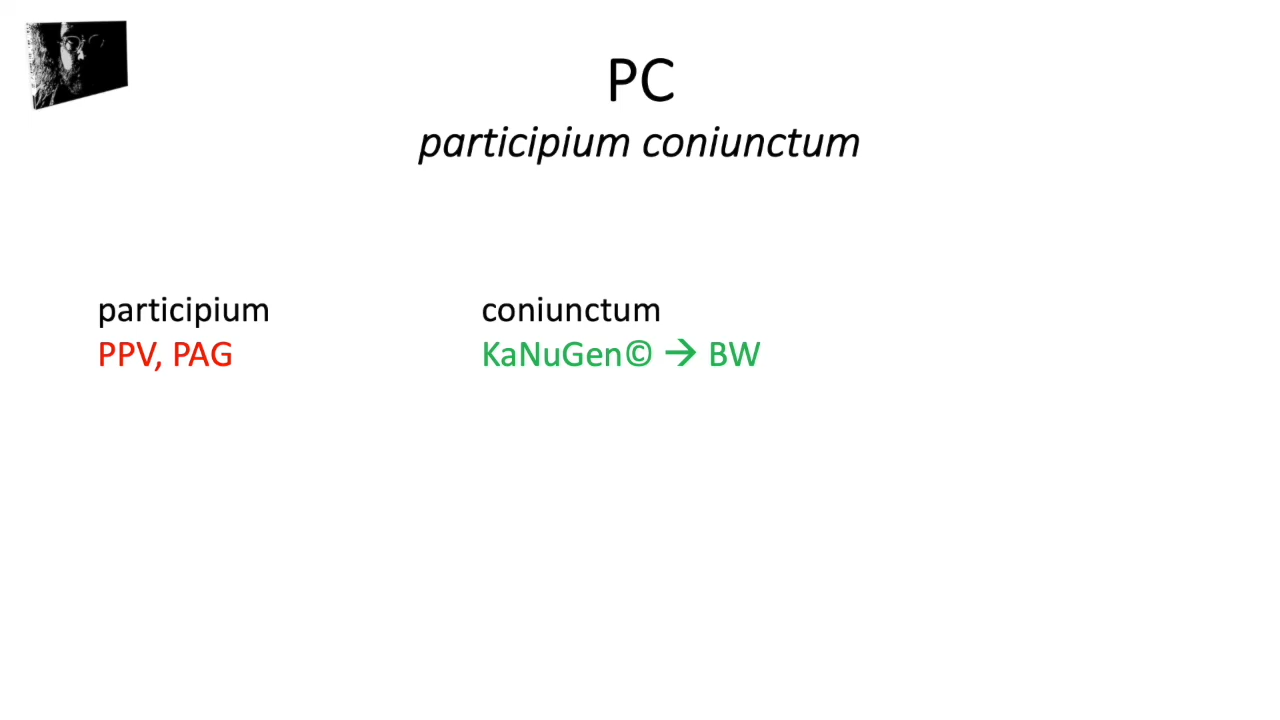 PC
participium coniunctum
participium
PPV, PAG
coniunctum
KaNuGen© → BW